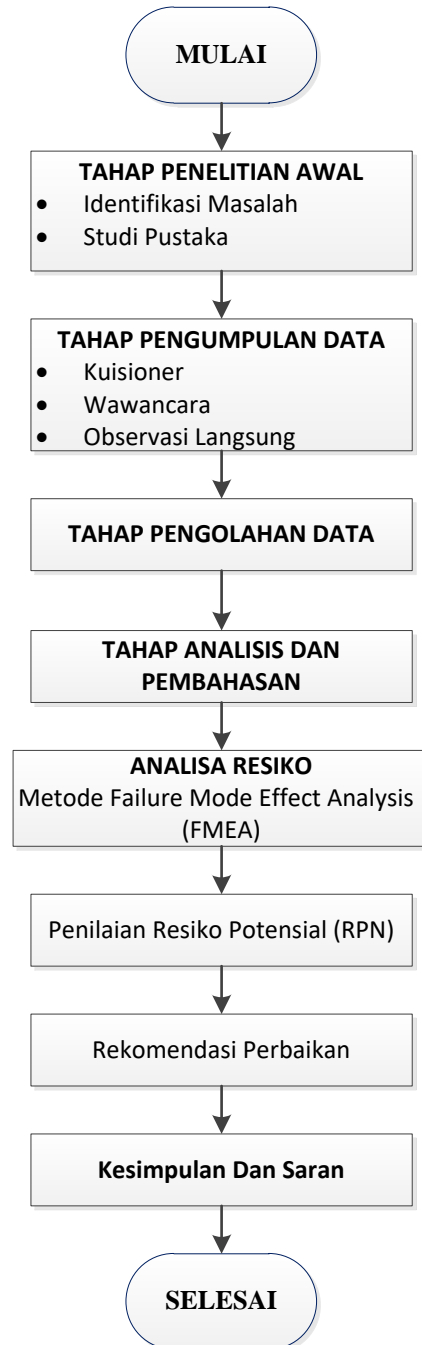 MULAI
TAHAP PENELITIAN AWAL
• Identifikasi Masalah
• Studi Pustaka
TAHAP PENGUMPULAN DATA
• Kuisioner
• Wawancara
• Observasi Langsung
TAHAP PENGOLAHAN DATA
TAHAP ANALISIS DAN
PEMBAHASAN
ANALISA RESIKO
Metode Failure Mode Effect Analysis
(FMEA)
Penilaian Resiko Potensial (RPN)
Rekomendasi Perbaikan
Kesimpulan Dan Saran
SELESAI